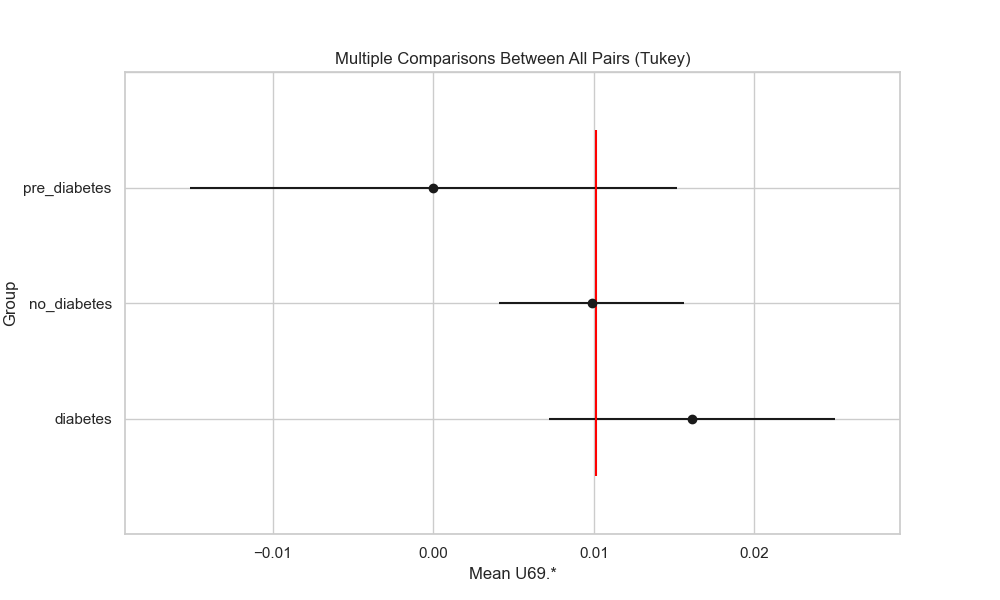 Multiple Comparisons Between All Pairs (Tukey)
pre_diabetes
no_diabetes
diabetes
Group
−0.01
0.00
0.01
0.02
Mean U69.*